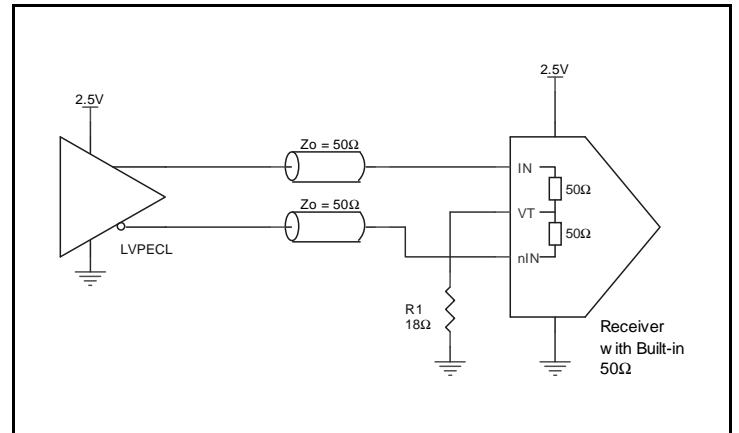 2.5V
2.5V
Zo = 50Ω
IN
50Ω
VT
Zo = 50Ω
50Ω
nIN
LVPECL
R1
18Ω
Receiver
with Built-in
50Ω